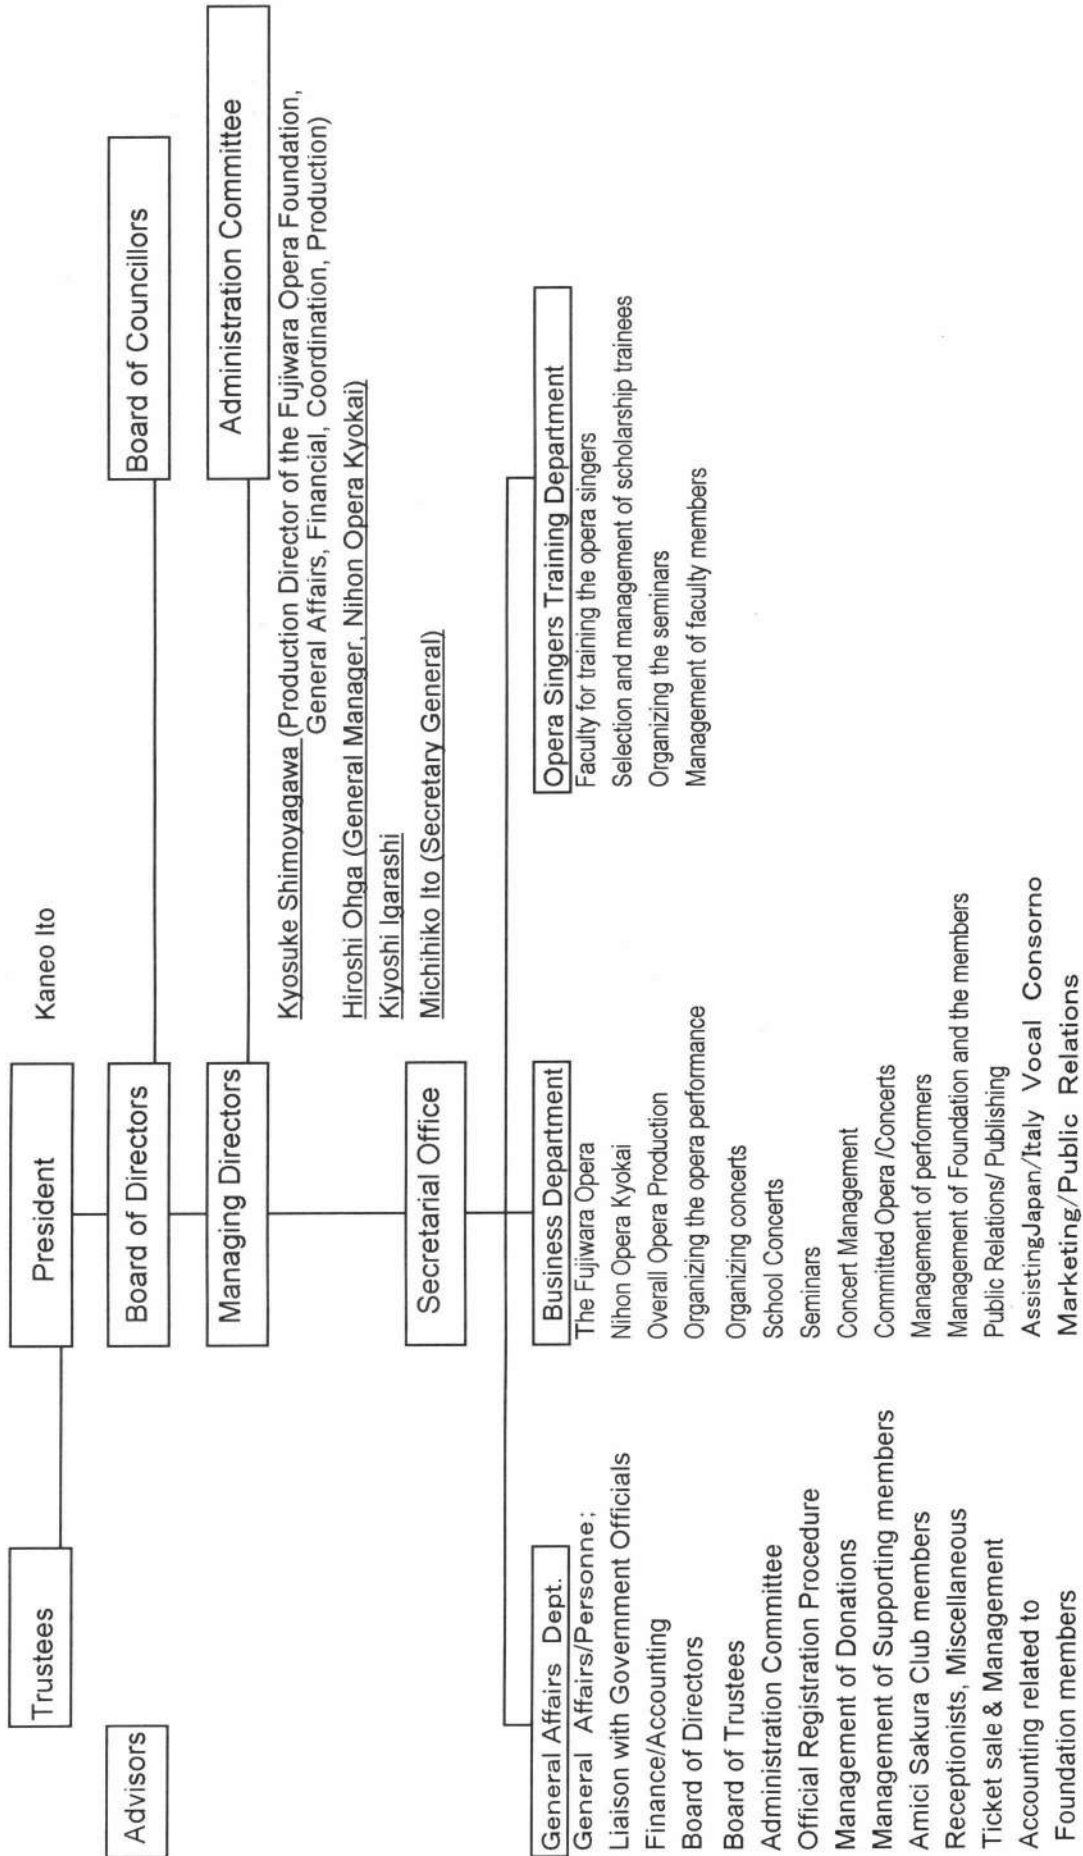 Trustees
President
Kaneo Ito
Advisors
Board of Directors
Board of Councillors
Managing Directors
Administration Committee
Kyosuke Shimoyagawa (Production Director of the Fujiwara Opera Foundation,
General Affairs, Financial, Coordination, Production)
Hiroshi Ohga (General Manager, Nihon Opera Kyokai)
Kiyoshi Igarashi
Michihiko Ito (Secretary General)
Secretarial Office
General Affairs Dept.
General Affairs/Personne;
Liaison with Government Officials
Finance/Accounting
Board of Directors
Board of Trustees
Administration Committee
Official Registration Procedure
Management of Donations
Management of Supporting members
Amici Sakura Club members
Receptionists, Miscellaneous
Ticket sale & Management
Accounting related to
Foundation members
Business Department
The Fujiwara Opera
Nihon Opera Kyokai
Overall Opera Production
Organizing the opera performance
Organizing concerts
School Concerts
Seminars
Concert Management
Committed Opera /Concerts
Management of performers
Management of Foundation and the members
Public Relations/ Publishing
AssistingJapan/Italy Vocal Consorno
Marketing/Public Relations
Opera Singers Training Department
Faculty for training the opera singers
Selection and management of scholarship trainees
Organizing the seminars
Management of faculty members